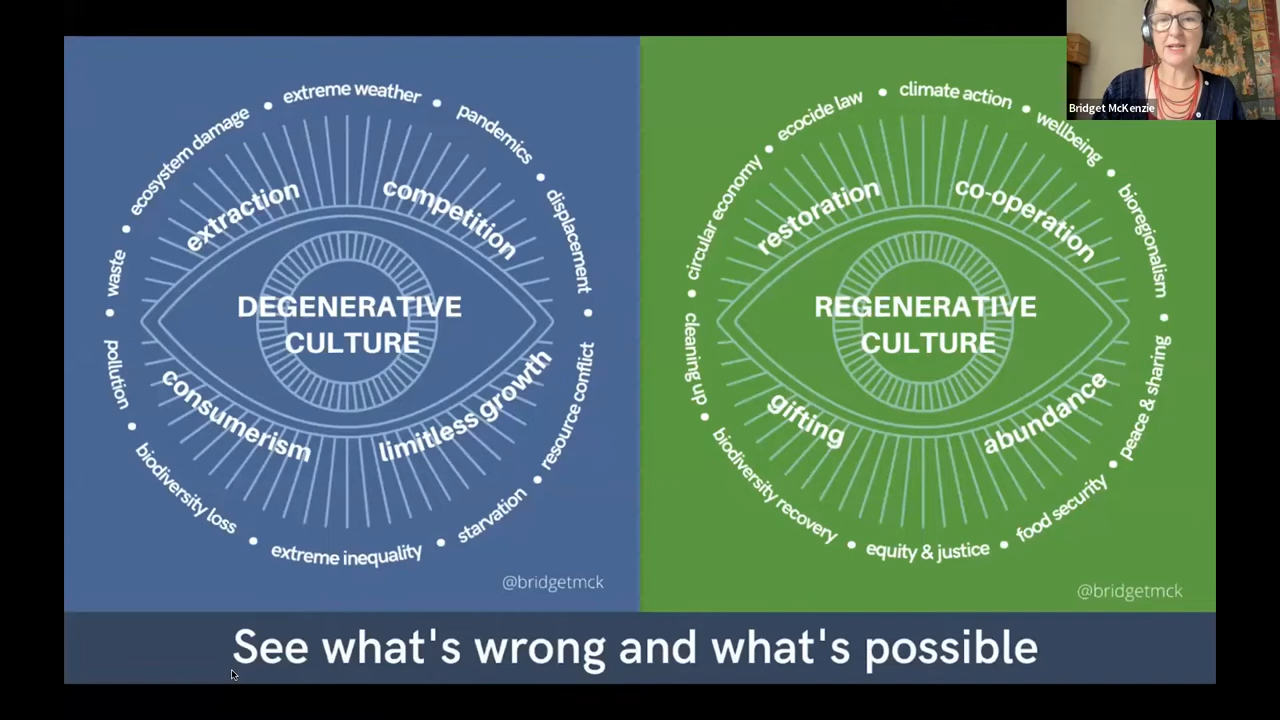 Bridget McKenzie
extreme weather
pandemics
displacement
resource conflict
starvation
extreme inequality
biodiversity loss
pollution
waste
ecosystem damage
extraction
competition
DEGENERATIVE
CULTURE
consumerism
limitless growth
@bridgetmck
climate action
wellbeing
bioregionalism
peace & sharing
food security
equity & justice
biodiversity recovery
cleaning up
circular economy
ecocide law
restoration
co-operation
REGENERATIVE
CULTURE
gifting
abundance
@bridgetmck
See what's wrong and what's possible